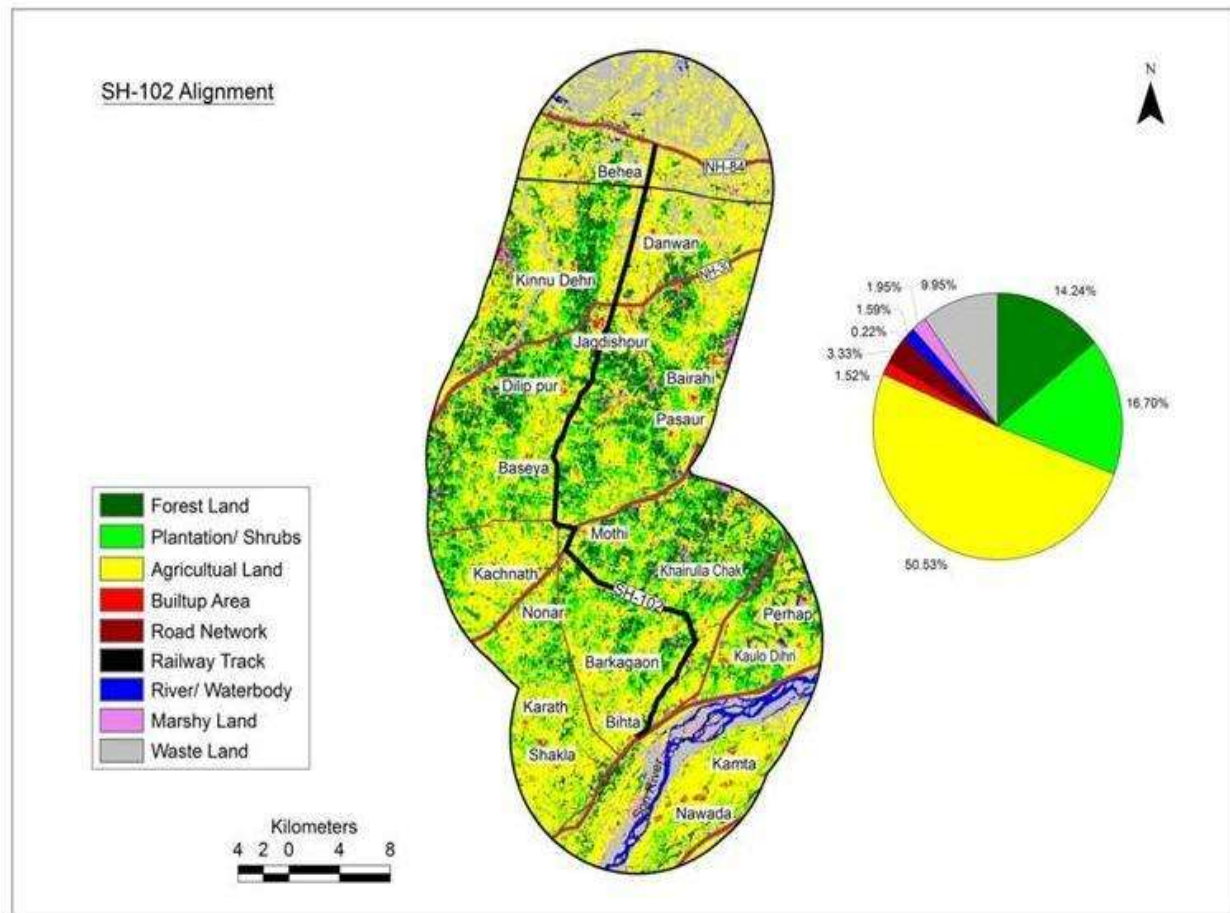 SH-102 Alignment
N
NH-84
Behea
Danwan
Kinnu Dehri
Jagdishpur
Dilip pur
Bairahi
Pasaur
Baseya
Mothi
Kachnath
Khairulla Chak
SH-102
Nonar
Perhap
Barkagaon
Kaulo Dihri
Karath
Bihta
Shakla
Son River
Kamta
Nawada
1.95%
9.95%
14.24%
1.59%
0.22%
3.33%
1.52%
16.70%
50.53%
Forest Land
Plantation/ Shrubs
Agricultual Land
Builtup Area
Road Network
Railway Track
River/ Waterbody
Marshy Land
Waste Land
Kilometers
4 2 0 4 8